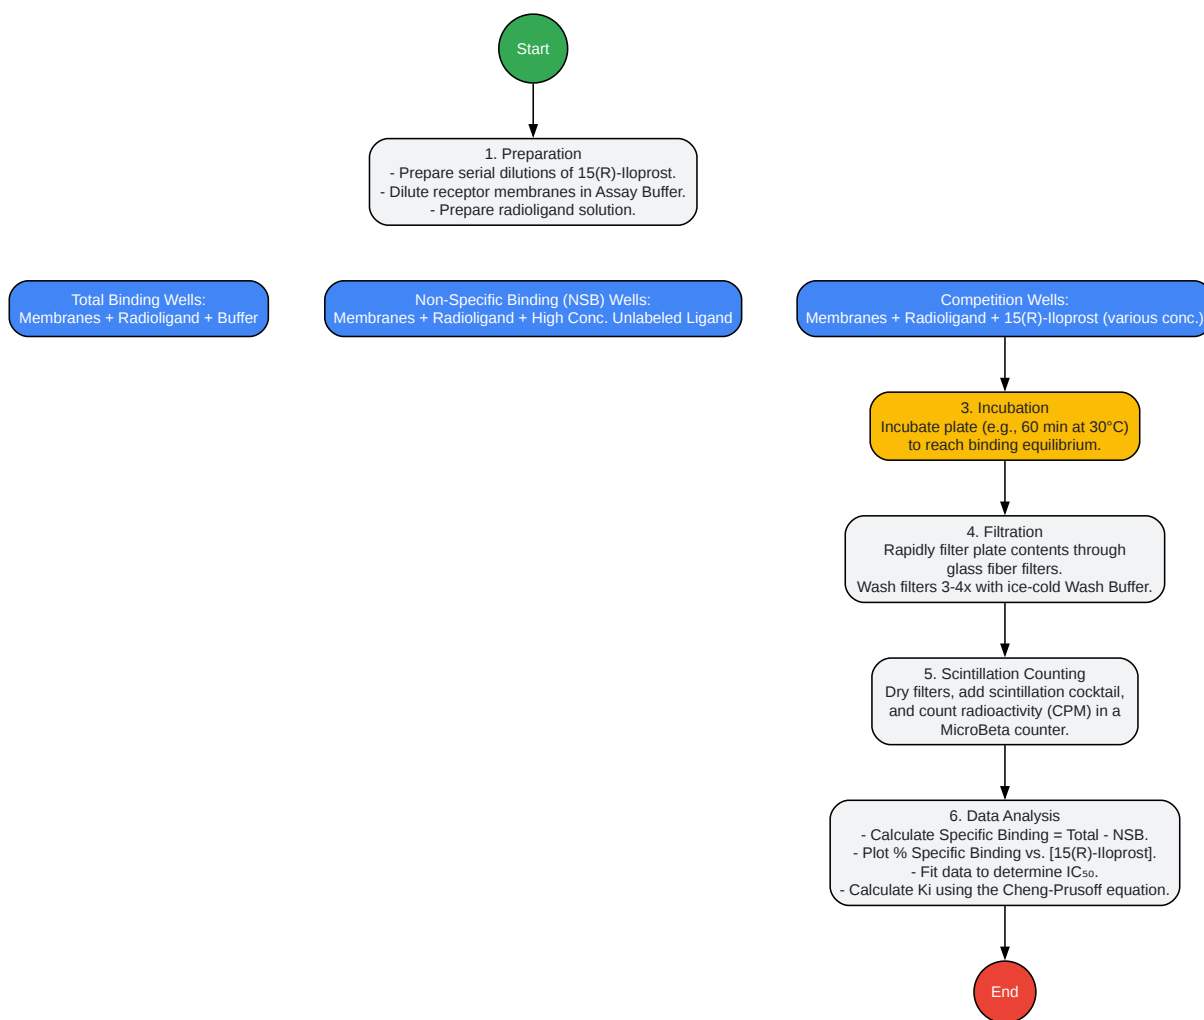 Start
1. Preparation
- Prepare serial dilutions of 15(R)-Iloprost.
- Dilute receptor membranes in Assay Buffer.
- Prepare radioligand solution.
Total Binding Wells:
Membranes + Radioligand + Buffer
Non-Specific Binding (NSB) Wells:
Membranes + Radioligand + High Conc. Unlabeled Ligand
Competition Wells:
Membranes + Radioligand + 15(R)-Iloprost (various conc.)
3. Incubation
Incubate plate (e.g., 60 min at 30°C)
to reach binding equilibrium.
4. Filtration
Rapidly filter plate contents through
glass fiber filters.
Wash filters 3-4x with ice-cold Wash Buffer.
5. Scintillation Counting
Dry filters, add scintillation cocktail,
and count radioactivity (CPM) in a
MicroBeta counter.
6. Data Analysis
- Calculate Specific Binding = Total - NSB.
- Plot % Specific Binding vs. [15(R)-Iloprost].
- Fit data to determine IC₅₀.
- Calculate Ki using the Cheng-Prusoff equation.
End